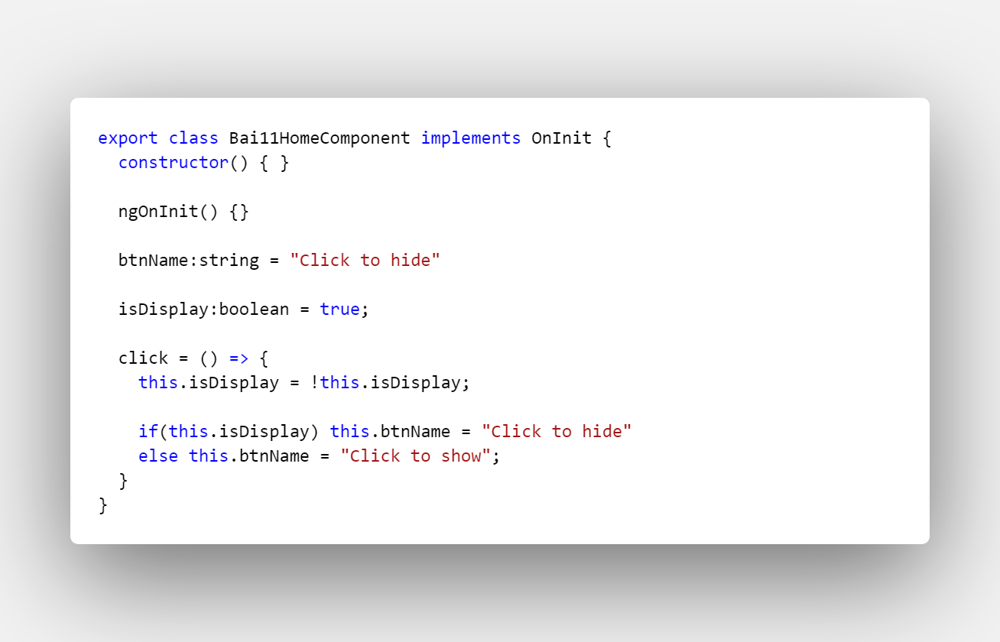 export class Bai11HomeComponent implements OnInit {
  constructor() { }

  ngOnInit() {}

  btnName:string = "Click to hide"

  isDisplay:boolean = true;

  click = () => {
    this.isDisplay = !this.isDisplay;

    if(this.isDisplay) this.btnName = "Click to hide"
    else this.btnName = "Click to show";
  }
}